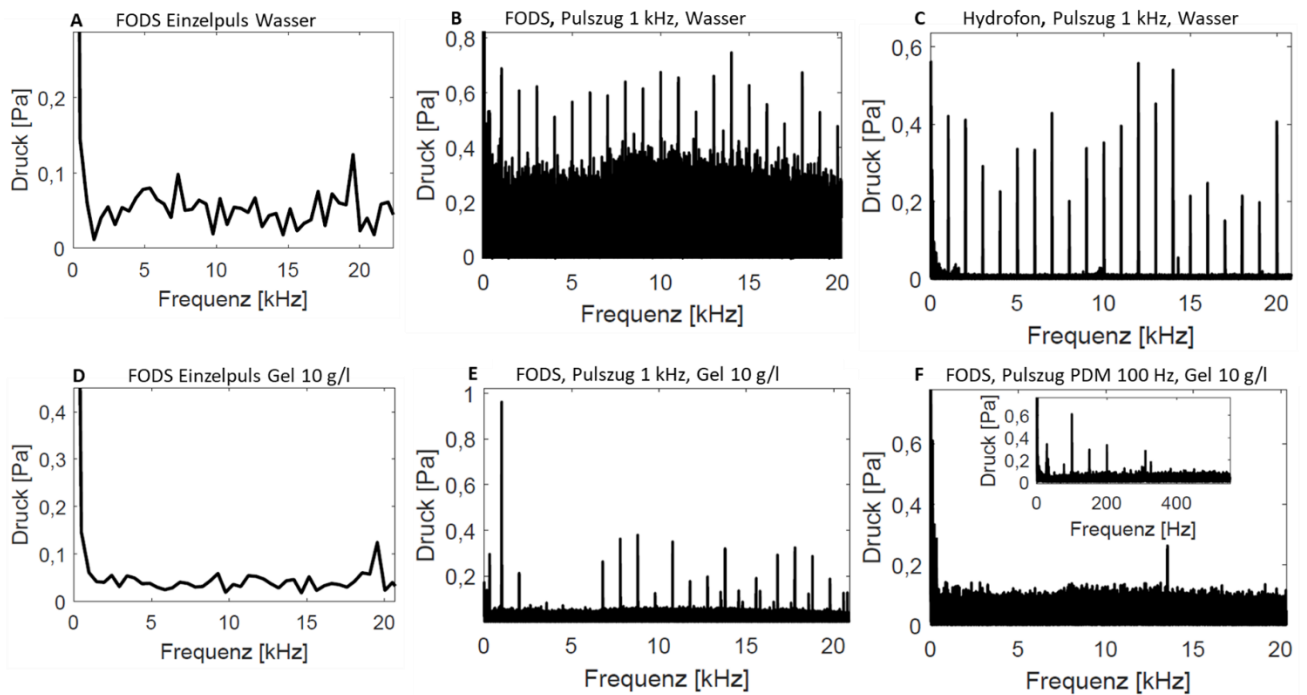 A FODS Einzelpuls Wasser
Druck [Pa]
0,2
0,1
0
0 5 10 15 20
Frequenz [kHz]
B FODS, Pulszug 1 kHz, Wasser
Druck [Pa]
0,8
0,6
0,4
0,2
0
0 5 10 15 20
Frequenz [kHz]
C Hydrofon, Pulszug 1 kHz, Wasser
Druck [Pa]
0,6
0,4
0,2
0
0 5 10 15 20
Frequenz [kHz]
D FODS Einzelpuls Gel 10 g/l
Druck [Pa]
0,4
0,3
0,2
0,1
0
0 5 10 15 20
Frequenz [kHz]
E FODS, Pulszug 1 kHz, Gel 10 g/l
Druck [Pa]
1
0,8
0,6
0,4
0,2
0 5 10 15 20
Frequenz [kHz]
F FODS, Pulszug PDM 100 Hz, Gel 10 g/l
Druck [Pa]
0,6
0,4
0,2
0
0 5 10 15 20
Frequenz [kHz]
Druck [Pa]
0,6
0,4
0,2
0
0 200 400
Frequenz [Hz]